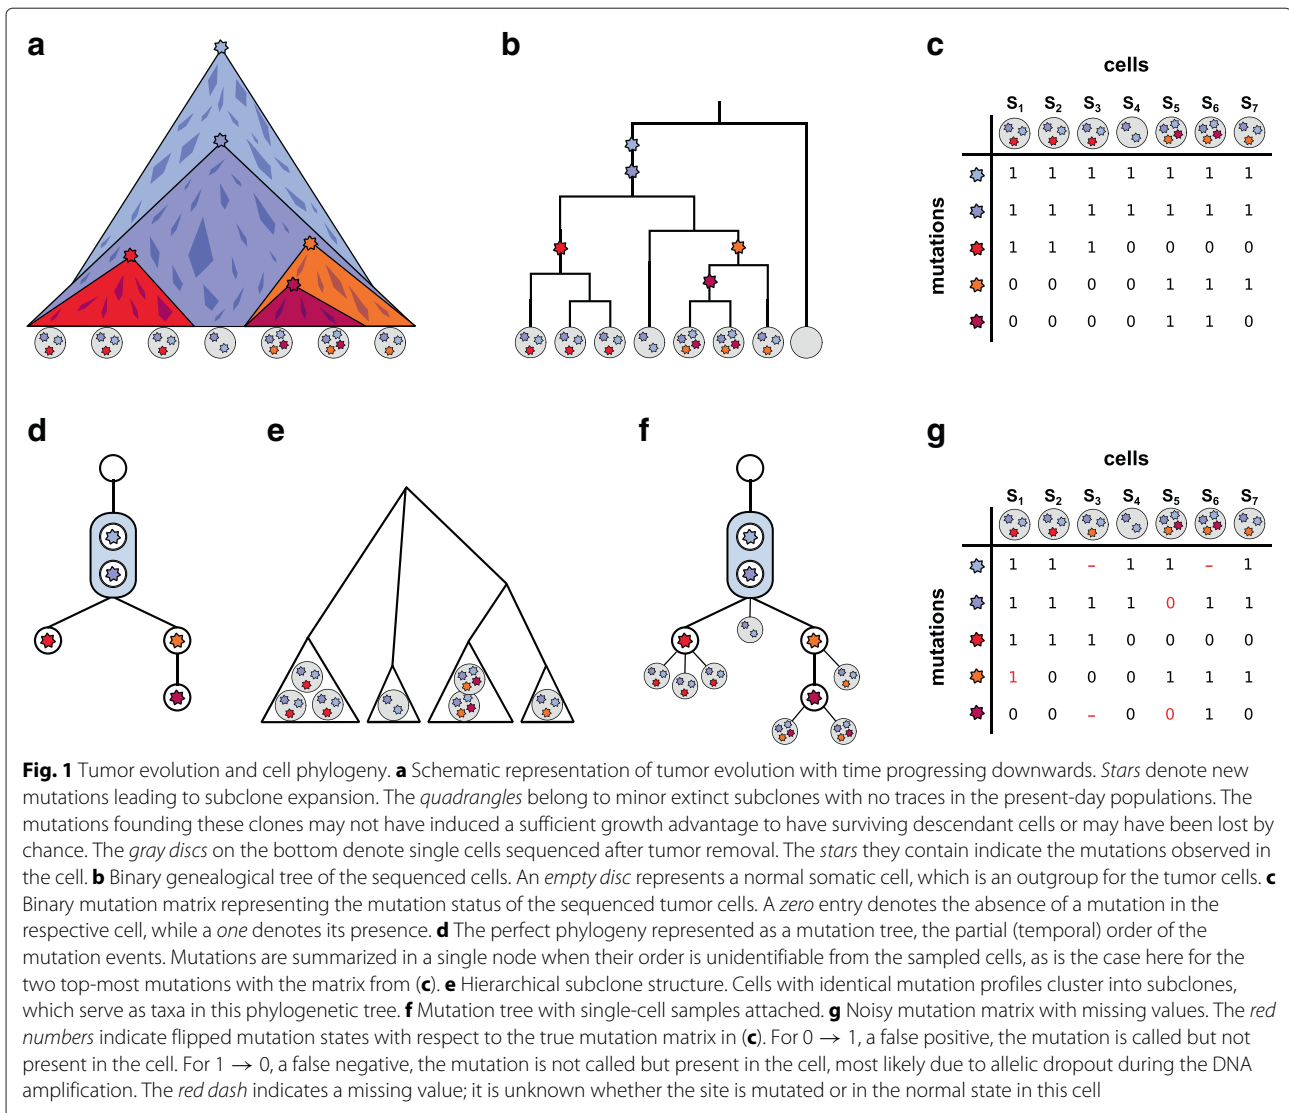 a
b
c
cells
S1 S2 S3 S4 S5 S6 S7
mutations
1 1 1 1 1 1 1
1 1 1 1 1 1 1
1 1 1 0 0 0 0
0 0 0 0 1 1 1
0 0 0 0 1 1 0
d
e
f
g
cells
S1 S2 S3 S4 S5 S6 S7
mutations
1 1 – 1 1 – 1
1 1 1 1 0 1 1
1 1 1 0 0 0 0
1 0 0 0 1 1 1
0 0 – 0 0 1 0
Fig. 1 Tumor evolution and cell phylogeny. a Schematic representation of tumor evolution with time progressing downwards. Stars denote new
mutations leading to subclone expansion. The quadrangles belong to minor extinct subclones with no traces in the present-day populations. The
mutations founding these clones may not have induced a sufficient growth advantage to have surviving descendant cells or may have been lost by
chance. The gray discs on the bottom denote single cells sequenced after tumor removal. The stars they contain indicate the mutations observed in
the cell. b Binary genealogical tree of the sequenced cells. An empty disc represents a normal somatic cell, which is an outgroup for the tumor cells. c
Binary mutation matrix representing the mutation status of the sequenced tumor cells. A zero entry denotes the absence of a mutation in the
respective cell, while a one denotes its presence. d The perfect phylogeny represented as a mutation tree, the partial (temporal) order of the
mutation events. Mutations are summarized in a single node when their order is unidentifiable from the sampled cells, as is the case here for the
two top-most mutations with the matrix from (c). e Hierarchical subclone structure. Cells with identical mutation profiles cluster into subclones,
which serve as taxa in this phylogenetic tree. f Mutation tree with single-cell samples attached. g Noisy mutation matrix with missing values. The red
numbers indicate flipped mutation states with respect to the true mutation matrix in (c). For 0 → 1, a false positive, the mutation is called but not
present in the cell. For 1 → 0, a false negative, the mutation is not called but present in the cell, most likely due to allelic dropout during the DNA
amplification. The red dash indicates a missing value; it is unknown whether the site is mutated or in the normal state in this cell